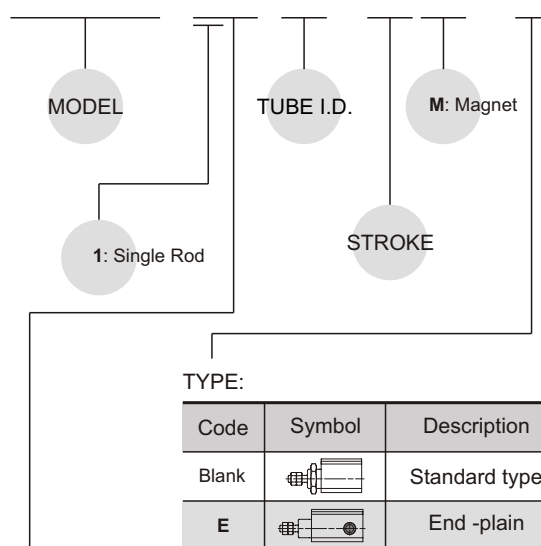 MODEL
TUBE I.D.
M: Magnet
1: Single Rod
STROKE
TYPE:
Code Symbol Description
Blank Standard type
E End -plain